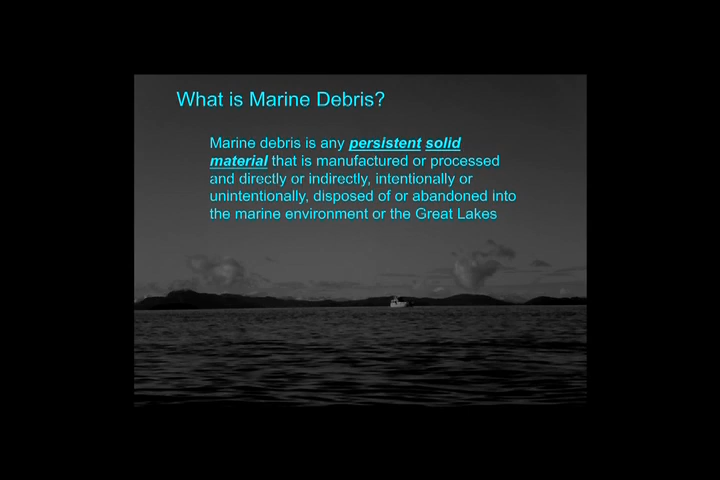 What is Marine Debris?
Marine debris is any persistent solid
material that is manufactured or processed
and directly or indirectly, intentionally or
unintentionally, disposed of or abandoned into
the marine environment or the Great Lakes